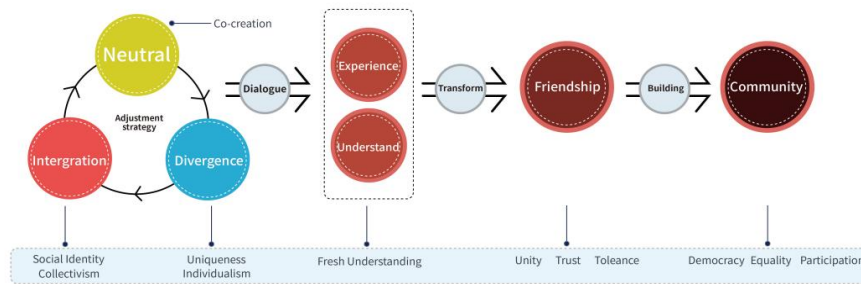 Co-creation
Neutral
Adjustment
strategy
Intergration
Divergence
Dialogue
Experience
Understand
Transform
Friendship
Building
Community
Social Identity
Collectivism
Uniqueness
Individualism
Fresh Understanding
Unity Trust Toleance
Democracy Equality Participation